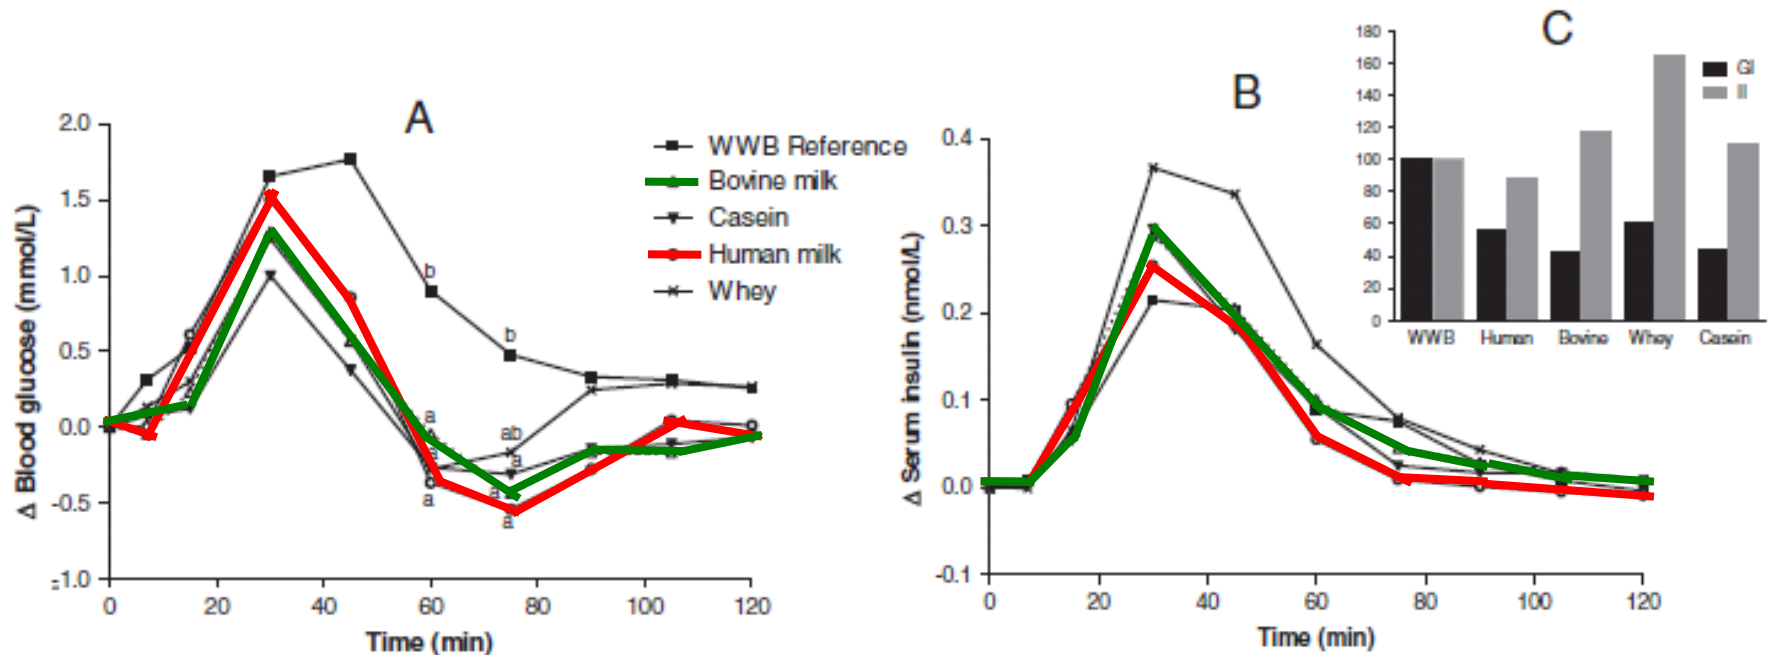 A
2.0
1.5
1.0
0.5
0.0
-0.5
-1.0
Δ Blood glucose (mmol/L)
0 20 40 60 80 100 120
Time (min)
b
b
a
a
a
ab
a
a
a
WWB Reference
Bovine milk
Casein
Human milk
Whey
B
0.4
0.3
0.2
0.1
0.0
-0.1
Δ Serum insulin (nmol/L)
0 20 40 60 80 100 120
Time (min)
C
180
160
140
120
100
80
60
40
20
0
WWB Human Bovine Whey Casein
GI
II